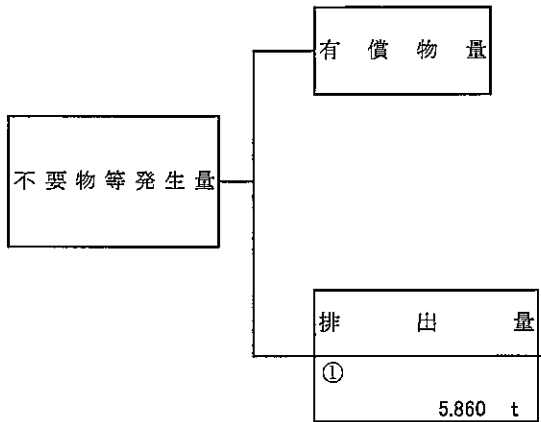 有償物量
不要物等発生量
排出量
①
5.860 t